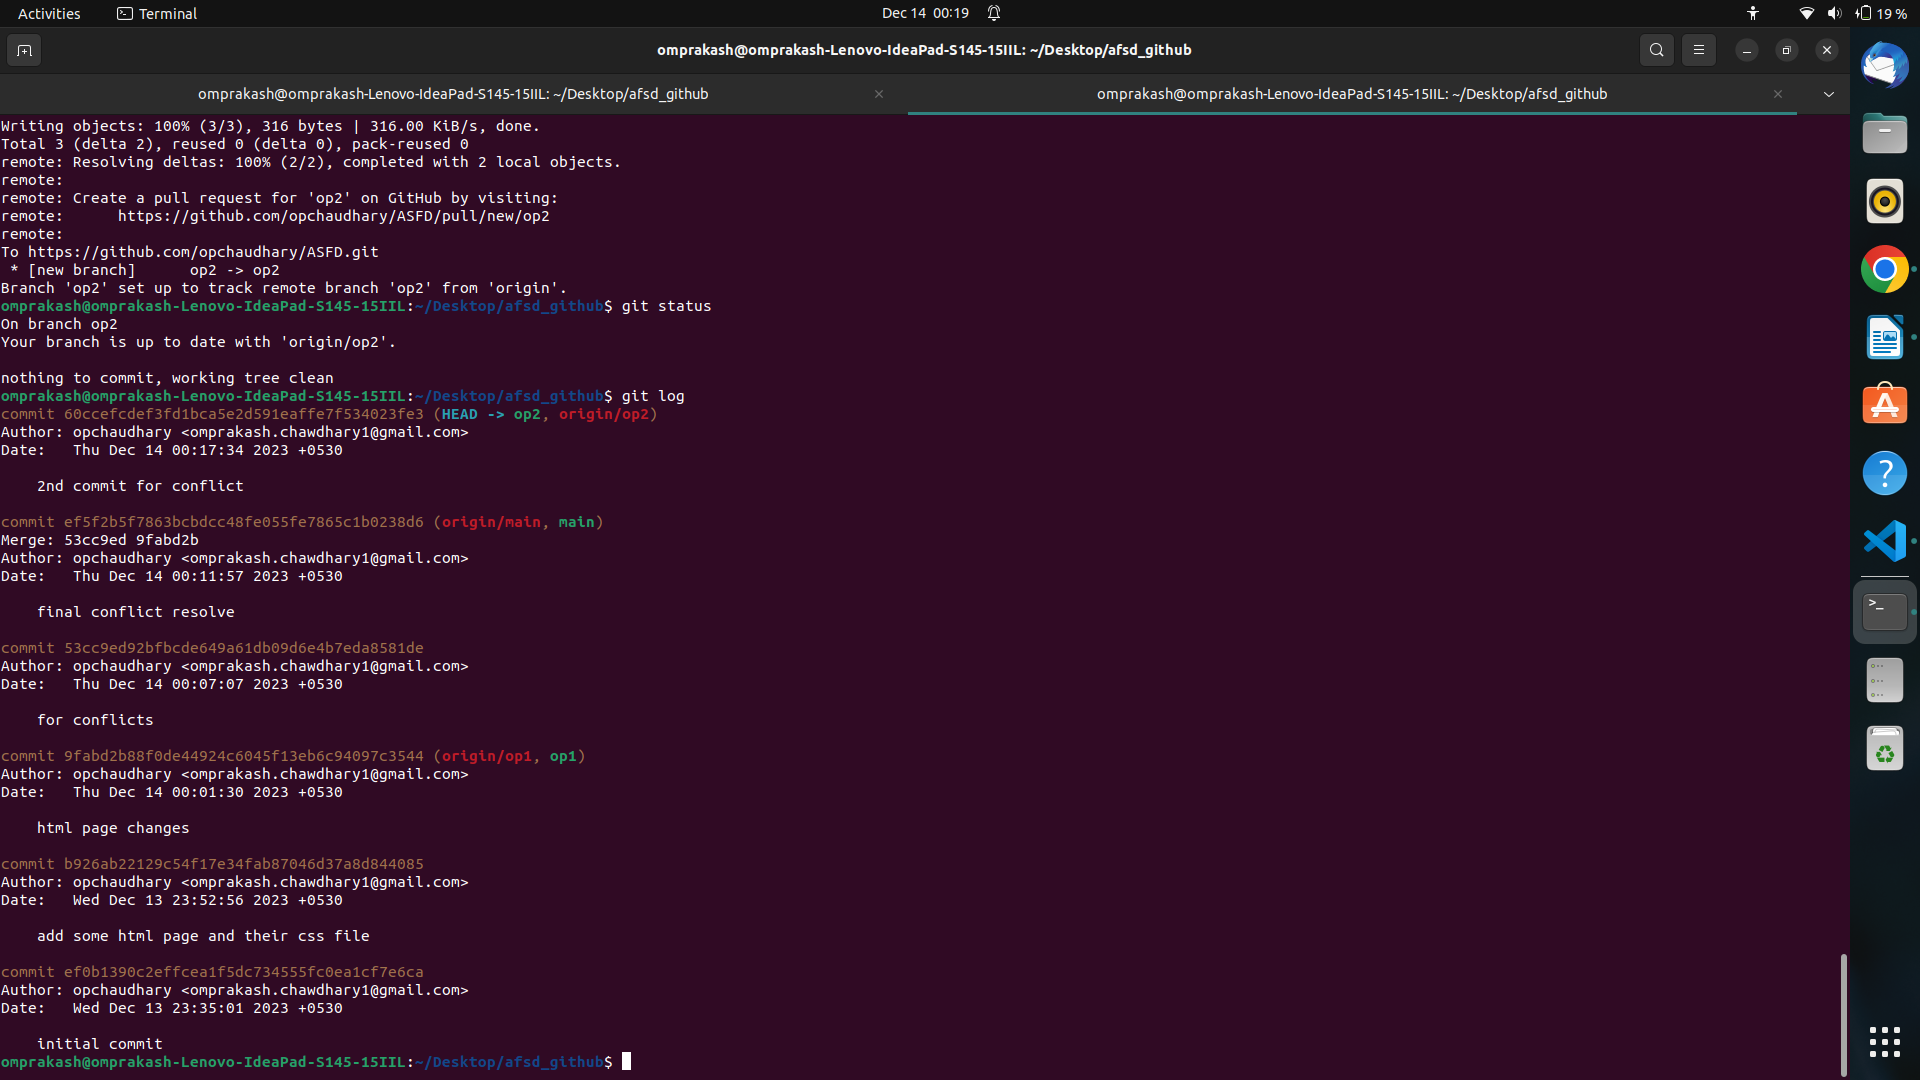 Activities
Terminal
Dec 14 00:19
19 %
omprakash@omprakash-Lenovo-IdeaPad-S145-15IIL: ~/Desktop/afsd_github
omprakash@omprakash-Lenovo-IdeaPad-S145-15IIL: ~/Desktop/afsd_github
omprakash@omprakash-Lenovo-IdeaPad-S145-15IIL: ~/Desktop/afsd_github
Writing objects: 100% (3/3), 316 bytes | 316.00 KiB/s, done.
Total 3 (delta 2), reused 0 (delta 0), pack-reused 0
remote: Resolving deltas: 100% (2/2), completed with 2 local objects.
remote:
remote: Create a pull request for 'op2' on GitHub by visiting:
remote:      https://github.com/opchaudhary/ASFD/pull/new/op2
remote:
To https://github.com/opchaudhary/ASFD.git
 * [new branch]      op2 -> op2
Branch 'op2' set up to track remote branch 'op2' from 'origin'.
omprakash@omprakash-Lenovo-IdeaPad-S145-15IIL:~/Desktop/afsd_github$ git status
On branch op2
Your branch is up to date with 'origin/op2'.
nothing to commit, working tree clean
omprakash@omprakash-Lenovo-IdeaPad-S145-15IIL:~/Desktop/afsd_github$ git log
commit 60ccefcdef3fd1bca5e2d591eaffe7f534023fe3 (HEAD -> op2, origin/op2)
Author: opchaudhary <omprakash.chawdhary1@gmail.com>
Date:   Thu Dec 14 00:17:34 2023 +0530
    2nd commit for conflict
commit ef5f2b5f7863bcbdcc48fe055fe7865c1b0238d6 (origin/main, main)
Merge: 53cc9ed 9fabd2b
Author: opchaudhary <omprakash.chawdhary1@gmail.com>
Date:   Thu Dec 14 00:11:57 2023 +0530
    final conflict resolve
commit 53cc9ed92bfbcde649a61db09d6e4b7eda8581de
Author: opchaudhary <omprakash.chawdhary1@gmail.com>
Date:   Thu Dec 14 00:07:07 2023 +0530
    for conflicts
commit 9fabd2b88f0de44924c6045f13eb6c94097c3544 (origin/op1, op1)
Author: opchaudhary <omprakash.chawdhary1@gmail.com>
Date:   Thu Dec 14 00:01:30 2023 +0530
    html page changes
commit b926ab22129c54f17e34fab87046d37a8d844085
Author: opchaudhary <omprakash.chawdhary1@gmail.com>
Date:   Wed Dec 13 23:52:56 2023 +0530
    add some html page and their css file
commit ef0b1390c2effcea1f5dc734555fc0ea1cf7e6ca
Author: opchaudhary <omprakash.chawdhary1@gmail.com>
Date:   Wed Dec 13 23:35:01 2023 +0530
    initial commit
omprakash@omprakash-Lenovo-IdeaPad-S145-15IIL:~/Desktop/afsd_github$